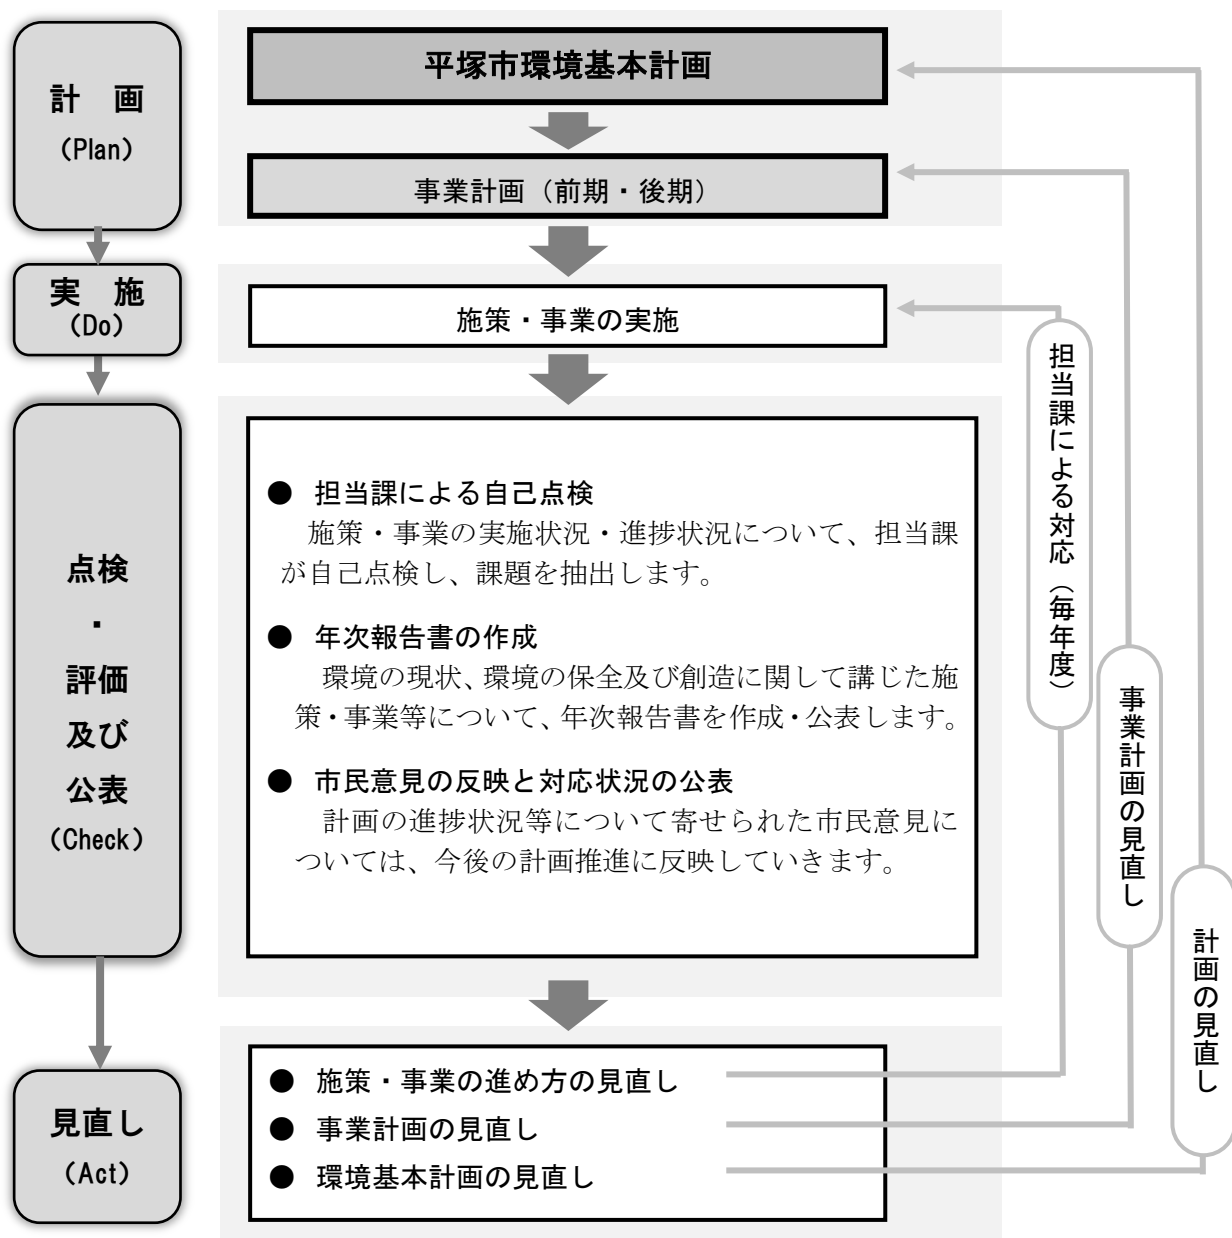 計　画
（Plan）
平塚市環境基本計画
事業計画（前期・後期）
実　施
（Do）
施策・事業の実施
点検
・
評価
及び
公表
（Check）
● 担当課による自己点検
施策・事業の実施状況・進捗状況について、担当課
が自己点検し、課題を抽出します。
● 年次報告書の作成
環境の現状、環境の保全及び創造に関して講じた施
策・事業等について、年次報告書を作成・公表します。
● 市民意見の反映と対応状況の公表
計画の進捗状況等について寄せられた市民意見に
ついては、今後の計画推進に反映していきます。
見直し
（Act）
● 施策・事業の進め方の見直し
● 事業計画の見直し
● 環境基本計画の見直し
担当課による対応（毎年度）
事業計画の見直し
計画の見直し